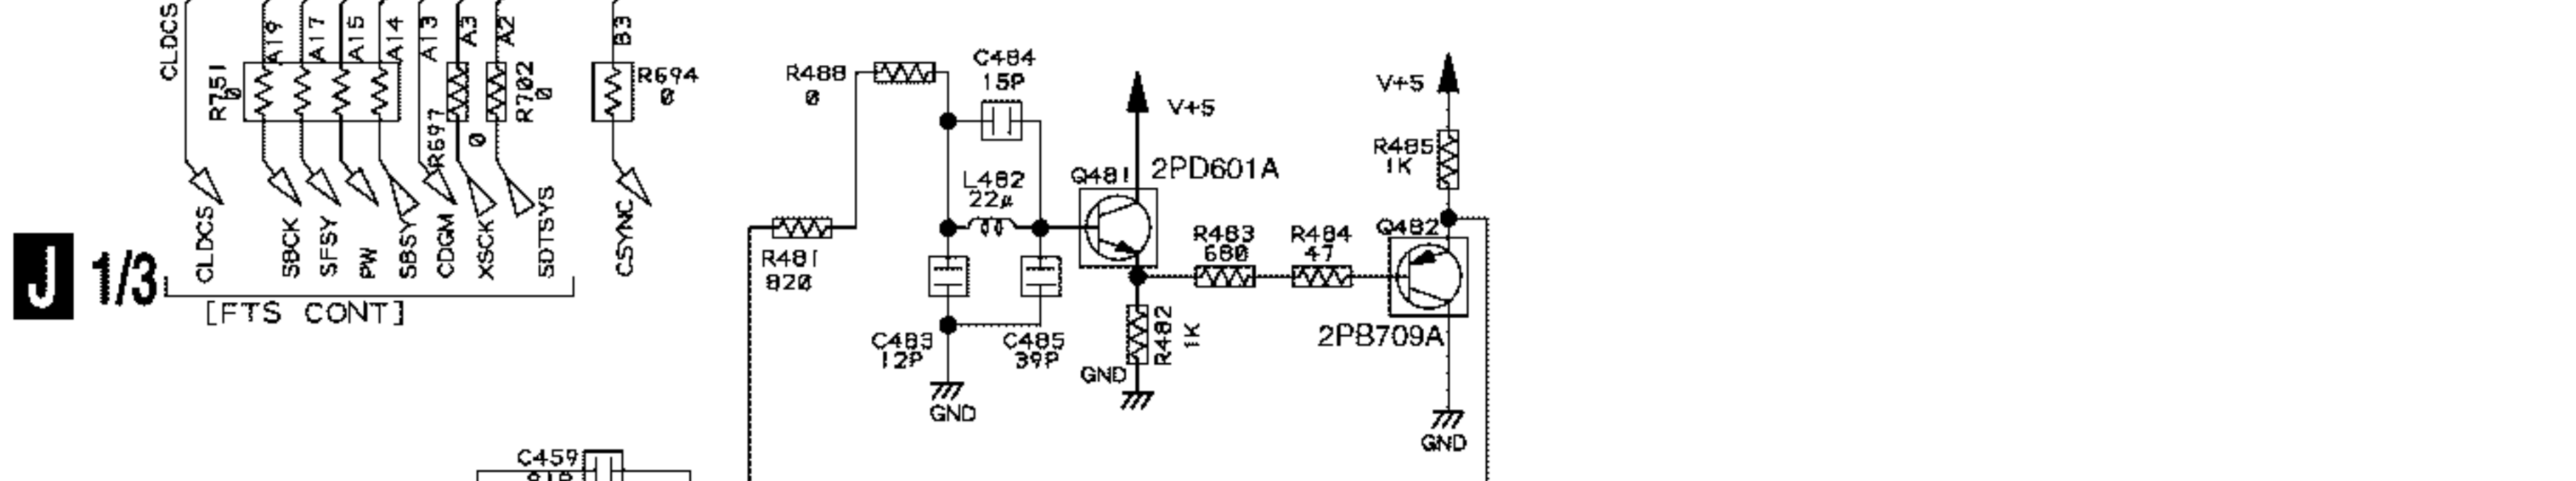 CLDCS
A19
A17
A15
A14
A13
A3
A2
B3
R751
0
R697
0
R702
0
R694
0
CLDCS
SBCK
SFSY
PW
SBSY
CDGM
XSCK
SDTSYS
CSYNC
J 1/3
[FTS CONT]
R488
0
C484
15P
V+5
R481
820
L482
22μ
Q481
2PD601A
C483
12P
C485
39P
GND
R482
1K
GND
R483
680
R484
47
V+5
R485
1K
Q482
2PB709A
GND
C459